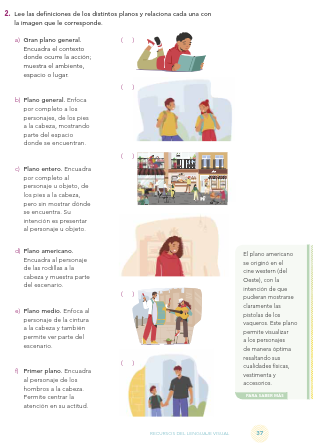 2. Lee las definiciones de los distintos planos y relaciona cada una con
la imagen que le corresponde.
a) Gran plano general.
Encuadra el contexto
donde ocurre la acción;
muestra el ambiente,
espacio o lugar
b) Plano general. Enfoca
por completo a los
personajes, de los pies
a la cabeza, mostrando
parte del espacio
donde se encuentran.
c) Plano entero. Encuadra
por completo al
personaje u objeto, de
los pies a la cabeza,
pero sin mostrar dónde
se encuentra. Su
intención es presentar
al personaje u objeto.
d) Plano americano.
Encuadra al personaje
de las rodillas a la
cabeza y muestra parte
del escenario.
e) Plano medio. Enfoca al
personaje de la cintura
a la cabeza y también
permite ver parte del
escenario.
f) Primer plano. Encuadra
al personaje de los
hombros a la cabeza.
Permite centrar la
atención en su actitud.
( )
( )
( )
( )
( )
El plano americano
se originó en el
cine western (del
Oeste), con la
intención de que
pudieran mostrarse
claramente las
pistolas de los
vaqueros. Este plano
permite visualizar
a los personajes
de manera óptima
resaltando sus
cualidades físicas,
vestimenta y
accesorios.
PARA SABER MÁS
RECURSOS DEL LENGUAJE VISUAL 37